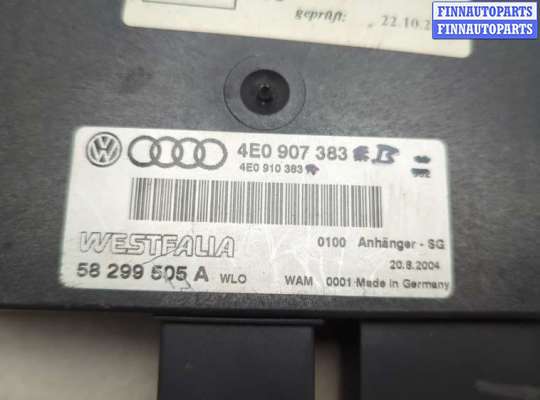 FINNAUTOPARTS
FINNAUTOPARTS
geprüft: 22.10.2
4E0 907 383 B
4E0 910 383
WESTFALIA
0100 Anhänger - SG
20.8.2004
58 299 505 A WLO WAM 0001 Made in Germany